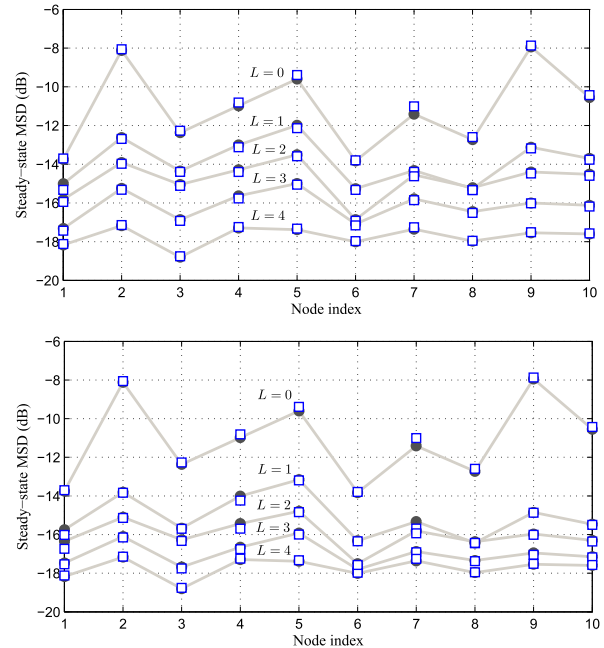 −6
−8
−10
−12
−14
−16
−18
−20
Steady−state MSD (dB)
L = 0
L = 1
L = 2
L = 3
L = 4
1 2 3 4 5 6 7 8 9 10
Node index
−6
−8
−10
−12
−14
−16
−18
−20
Steady−state MSD (dB)
L = 0
L = 1
L = 2
L = 3
L = 4
1 2 3 4 5 6 7 8 9 10
Node index